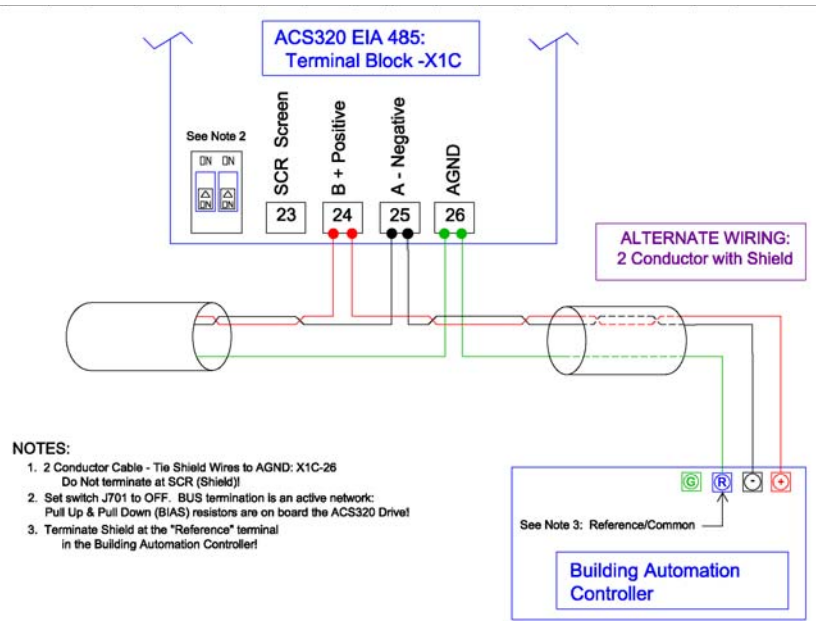 ACS320 EIA 485:
Terminal Block -X1C
See Note 2
ON ON
ON ON
SCR Screen
B + Positive
A - Negative
AGND
23
24
25
26
ALTERNATE WIRING:
2 Conductor with Shield
NOTES:
1. 2 Conductor Cable - Tie Shield Wires to AGND: X1C-26
Do Not terminate at SCR (Shield)!
2. Set switch J701 to OFF. BUS termination is an active network:
Pull Up & Pull Down (BIAS) resistors are on board the ACS320 Drive!
3. Terminate Shield at the "Reference" terminal
in the Building Automation Controller!
G R - +
See Note 3: Reference/Common
Building Automation
Controller